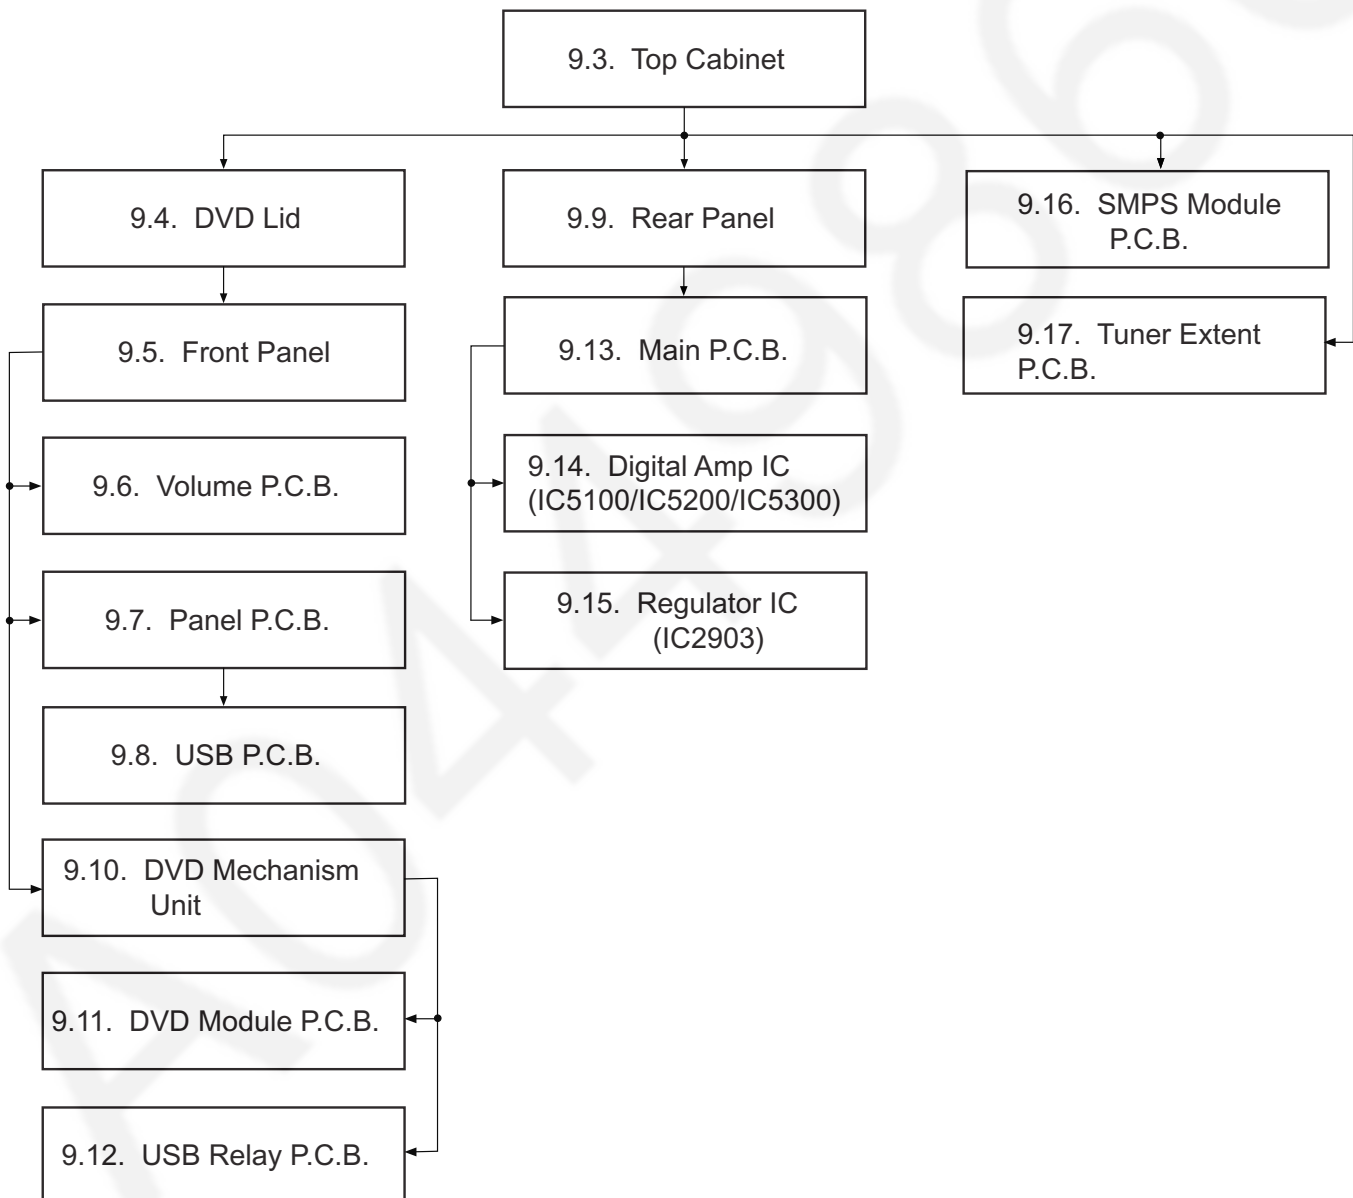 9.3. Top Cabinet
9.4. DVD Lid
9.9. Rear Panel
9.16. SMPS Module
P.C.B.
9.5. Front Panel
9.13. Main P.C.B.
9.17. Tuner Extent
P.C.B.
9.6. Volume P.C.B.
9.14. Digital Amp IC
(IC5100/IC5200/IC5300)
9.7. Panel P.C.B.
9.15. Regulator IC
(IC2903)
9.8. USB P.C.B.
9.10. DVD Mechanism
Unit
9.11. DVD Module P.C.B.
9.12. USB Relay P.C.B.